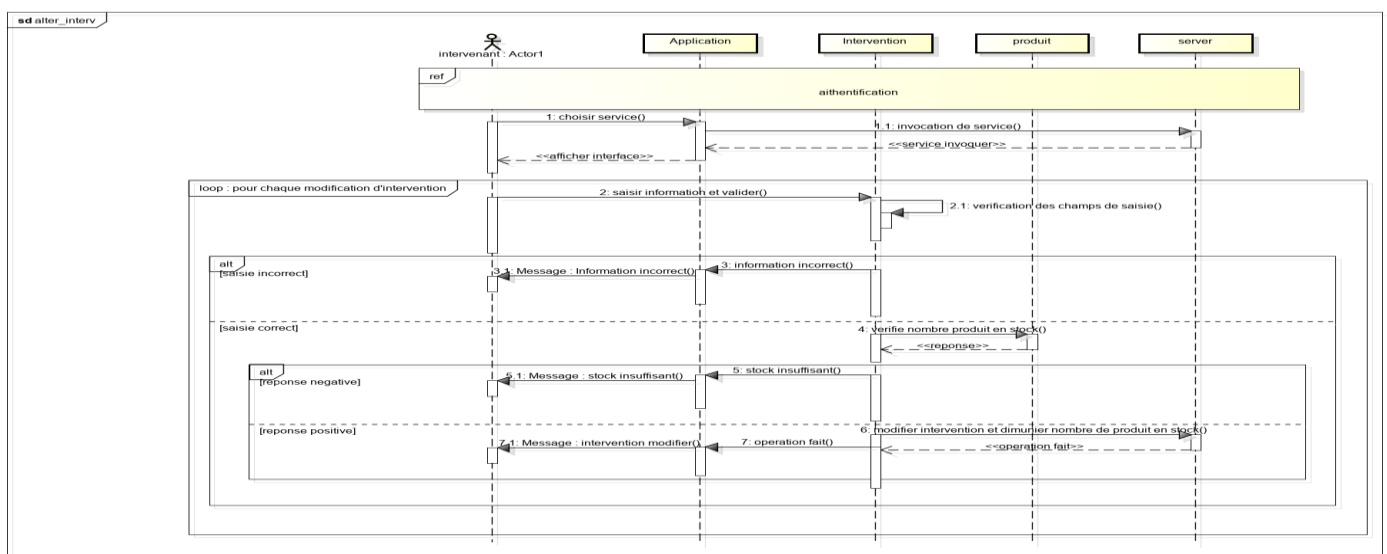 sd alter_interv
intervenant : Actor1
Application
Intervention
produit
server
ref
aithentification
1: choisir service()
1.1: invocation de service()
<<service invoquer>>
<<afficher interface>>
loop : pour chaque modification d'intervention
2: saisir information et valider()
2.1: verification des champs de saisie()
alt
[saisie incorrect]
3.1: Message : Information incorrect()
3: information incorrect()
[saisie correct]
4: verifie nombre produit en stock()
<<reponse>>
alt
[reponse negative]
5.1: Message : stock insuffisant()
5: stock insuffisant()
[reponse positive]
6: modifier intervention et dimunier nombre de produit en stock()
7.1: Message : intervention modifier()
7: operation fait()
<<operation fait>>